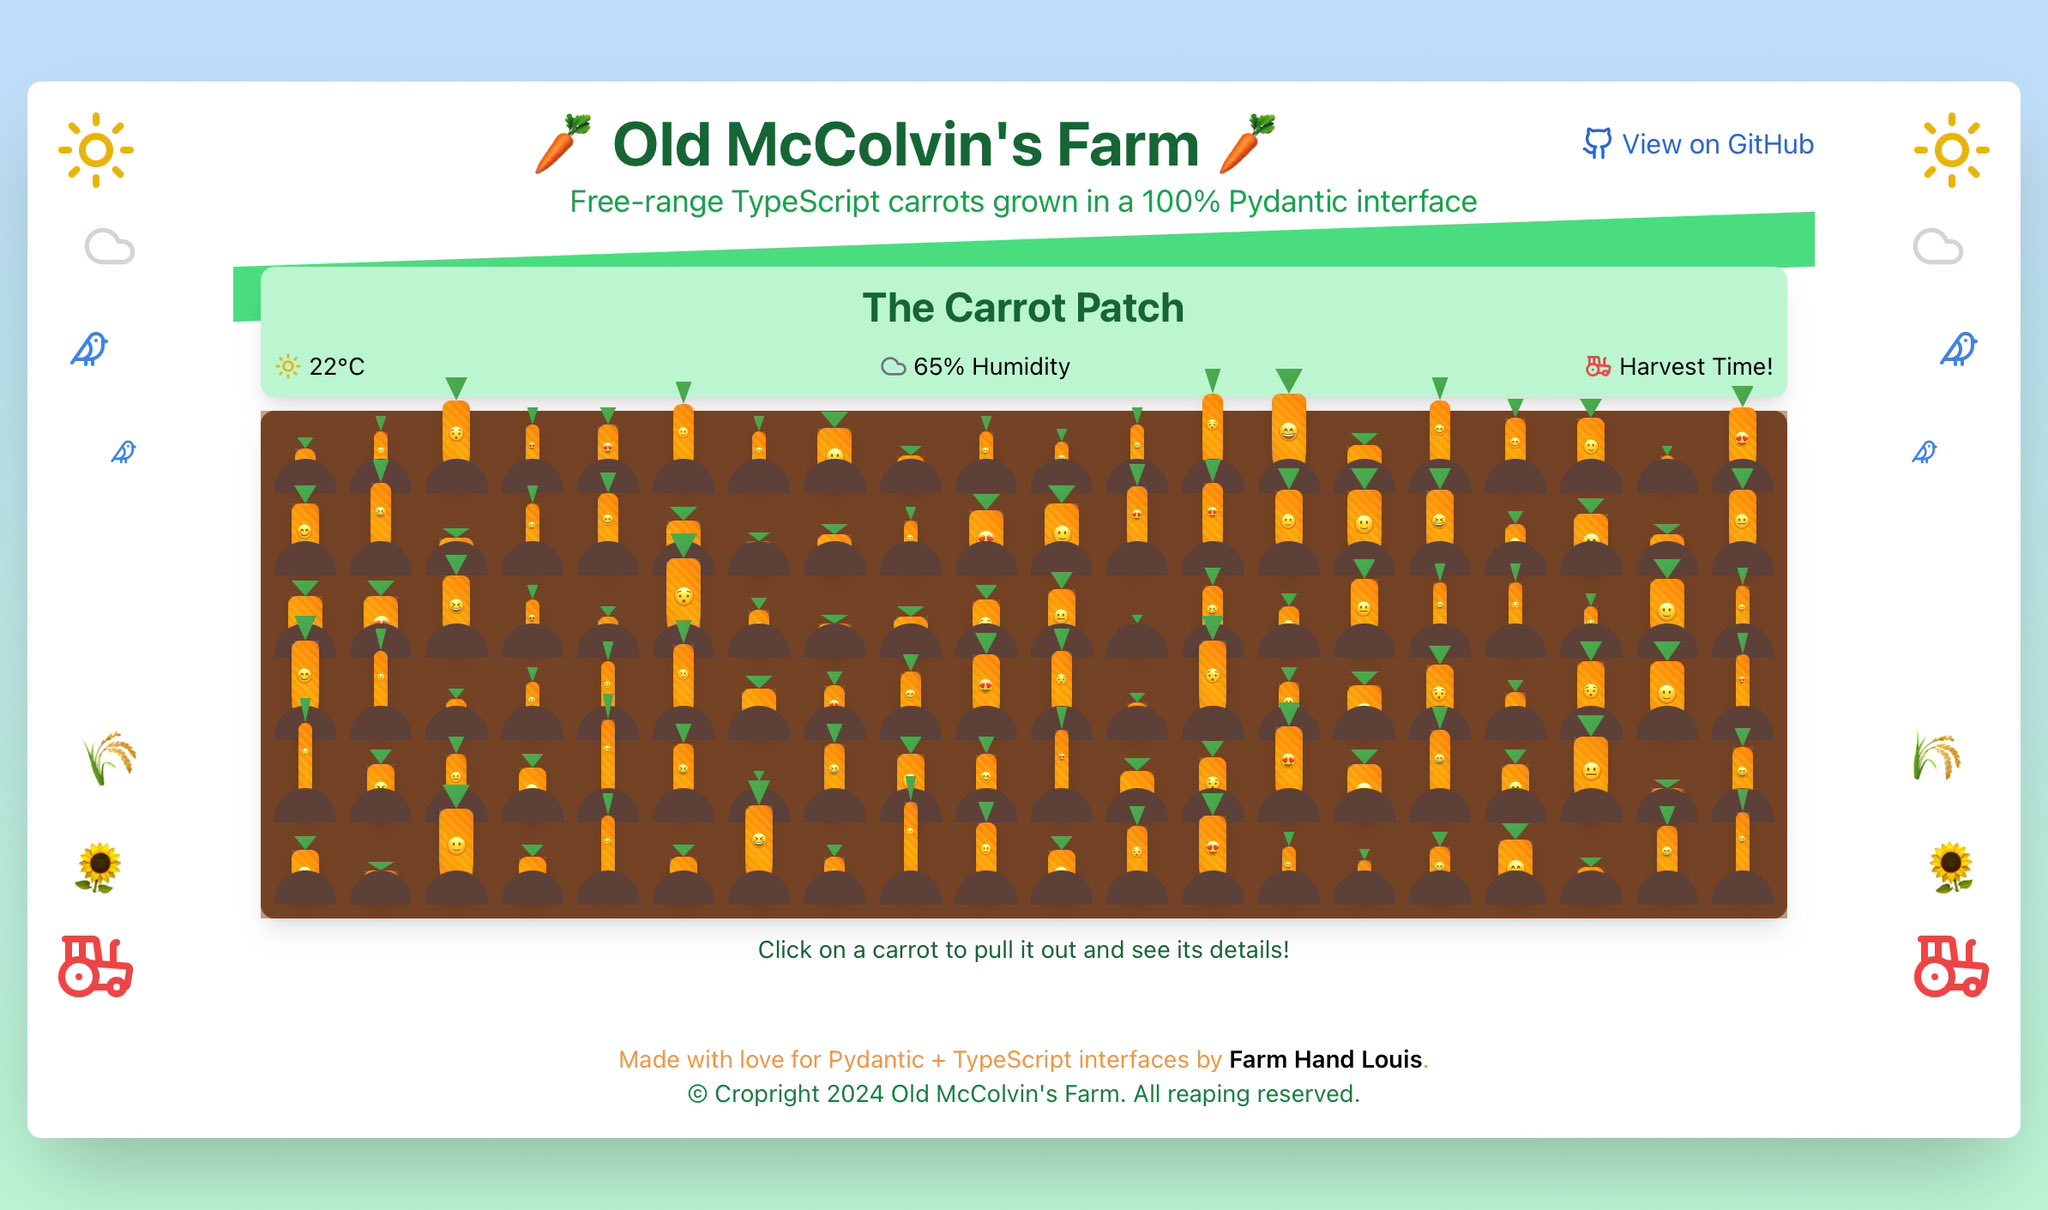 Old McColvin's Farm
View on GitHub
Free-range TypeScript carrots grown in a 100% Pydantic interface
The Carrot Patch
22°C
65% Humidity
Harvest Time!
Click on a carrot to pull it out and see its details!
Made with love for Pydantic + TypeScript interfaces by Farm Hand Louis.
© Cropright 2024 Old McColvin's Farm. All reaping reserved.